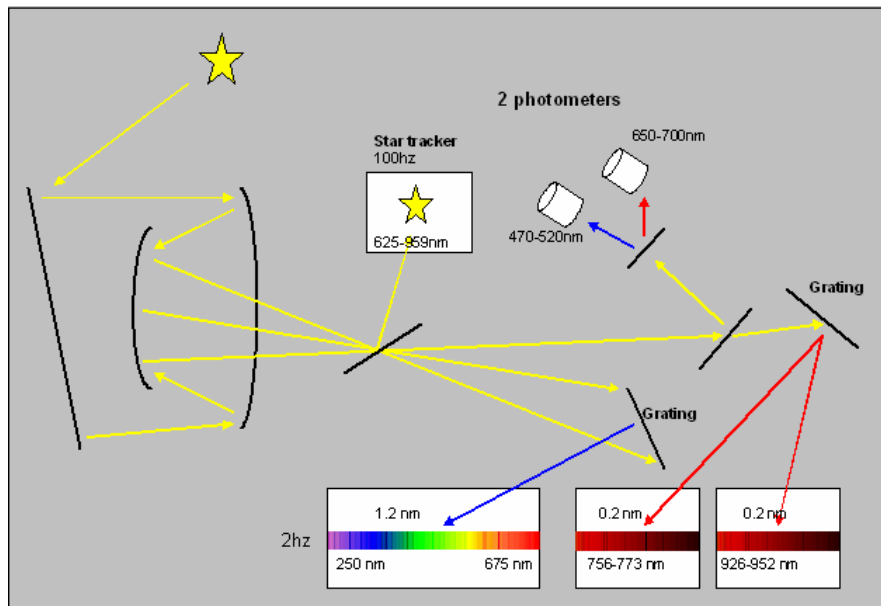 2 photometers
650-700nm
Star tracker
100hz
625-959nm
470-520nm
Grating
Grating
1.2 nm
0.2 nm
0.2 nm
2hz
250 nm
675 nm
756-773 nm
926-952 nm